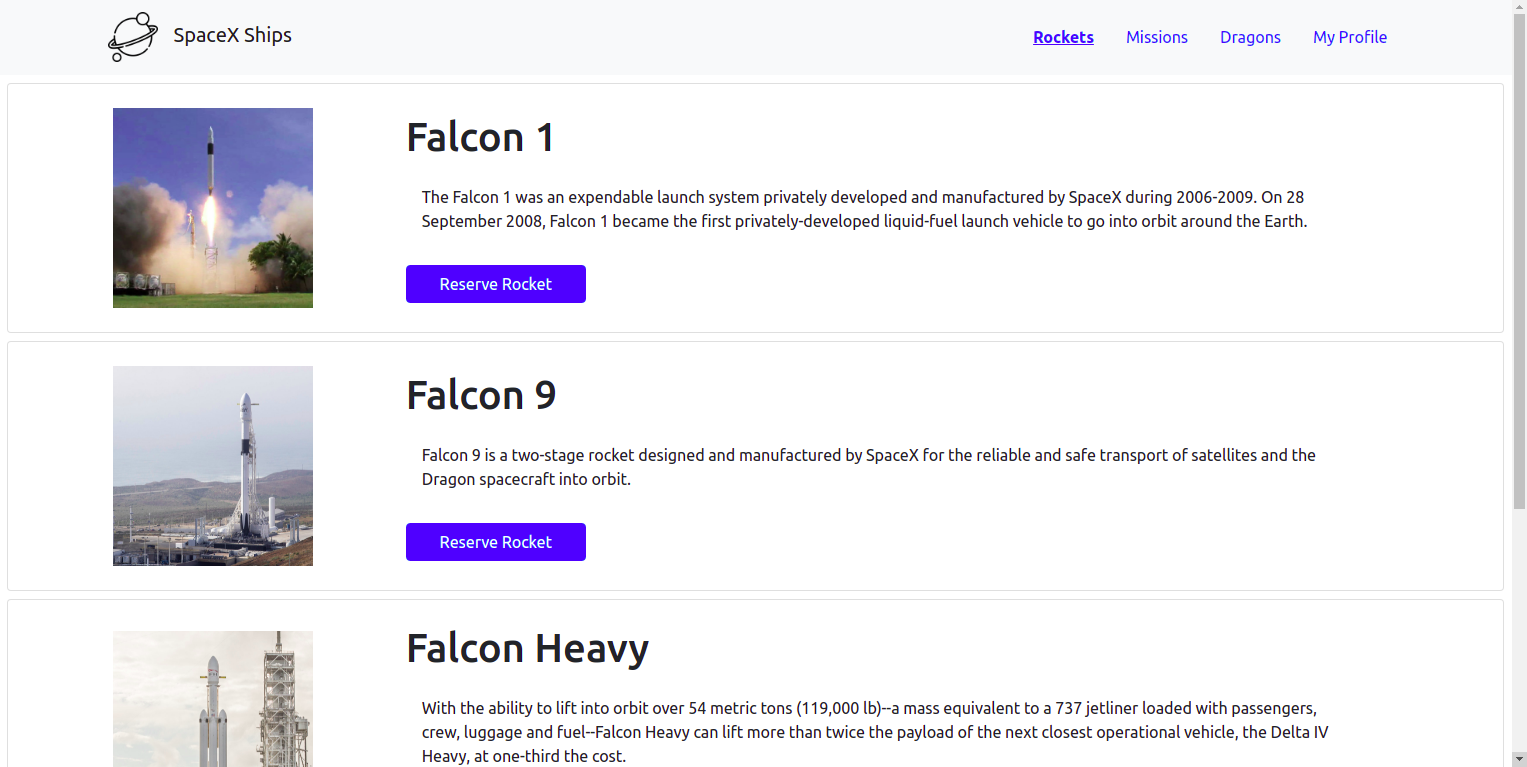 SpaceX Ships
Rockets Missions Dragons My Profile
Falcon 1
The Falcon 1 was an expendable launch system privately developed and manufactured by SpaceX during 2006-2009. On 28
September 2008, Falcon 1 became the first privately-developed liquid-fuel launch vehicle to go into orbit around the Earth.
Reserve Rocket
Falcon 9
Falcon 9 is a two-stage rocket designed and manufactured by SpaceX for the reliable and safe transport of satellites and the
Dragon spacecraft into orbit.
Reserve Rocket
Falcon Heavy
With the ability to lift into orbit over 54 metric tons (119,000 lb)--a mass equivalent to a 737 jetliner loaded with passengers,
crew, luggage and fuel--Falcon Heavy can lift more than twice the payload of the next closest operational vehicle, the Delta IV
Heavy, at one-third the cost.